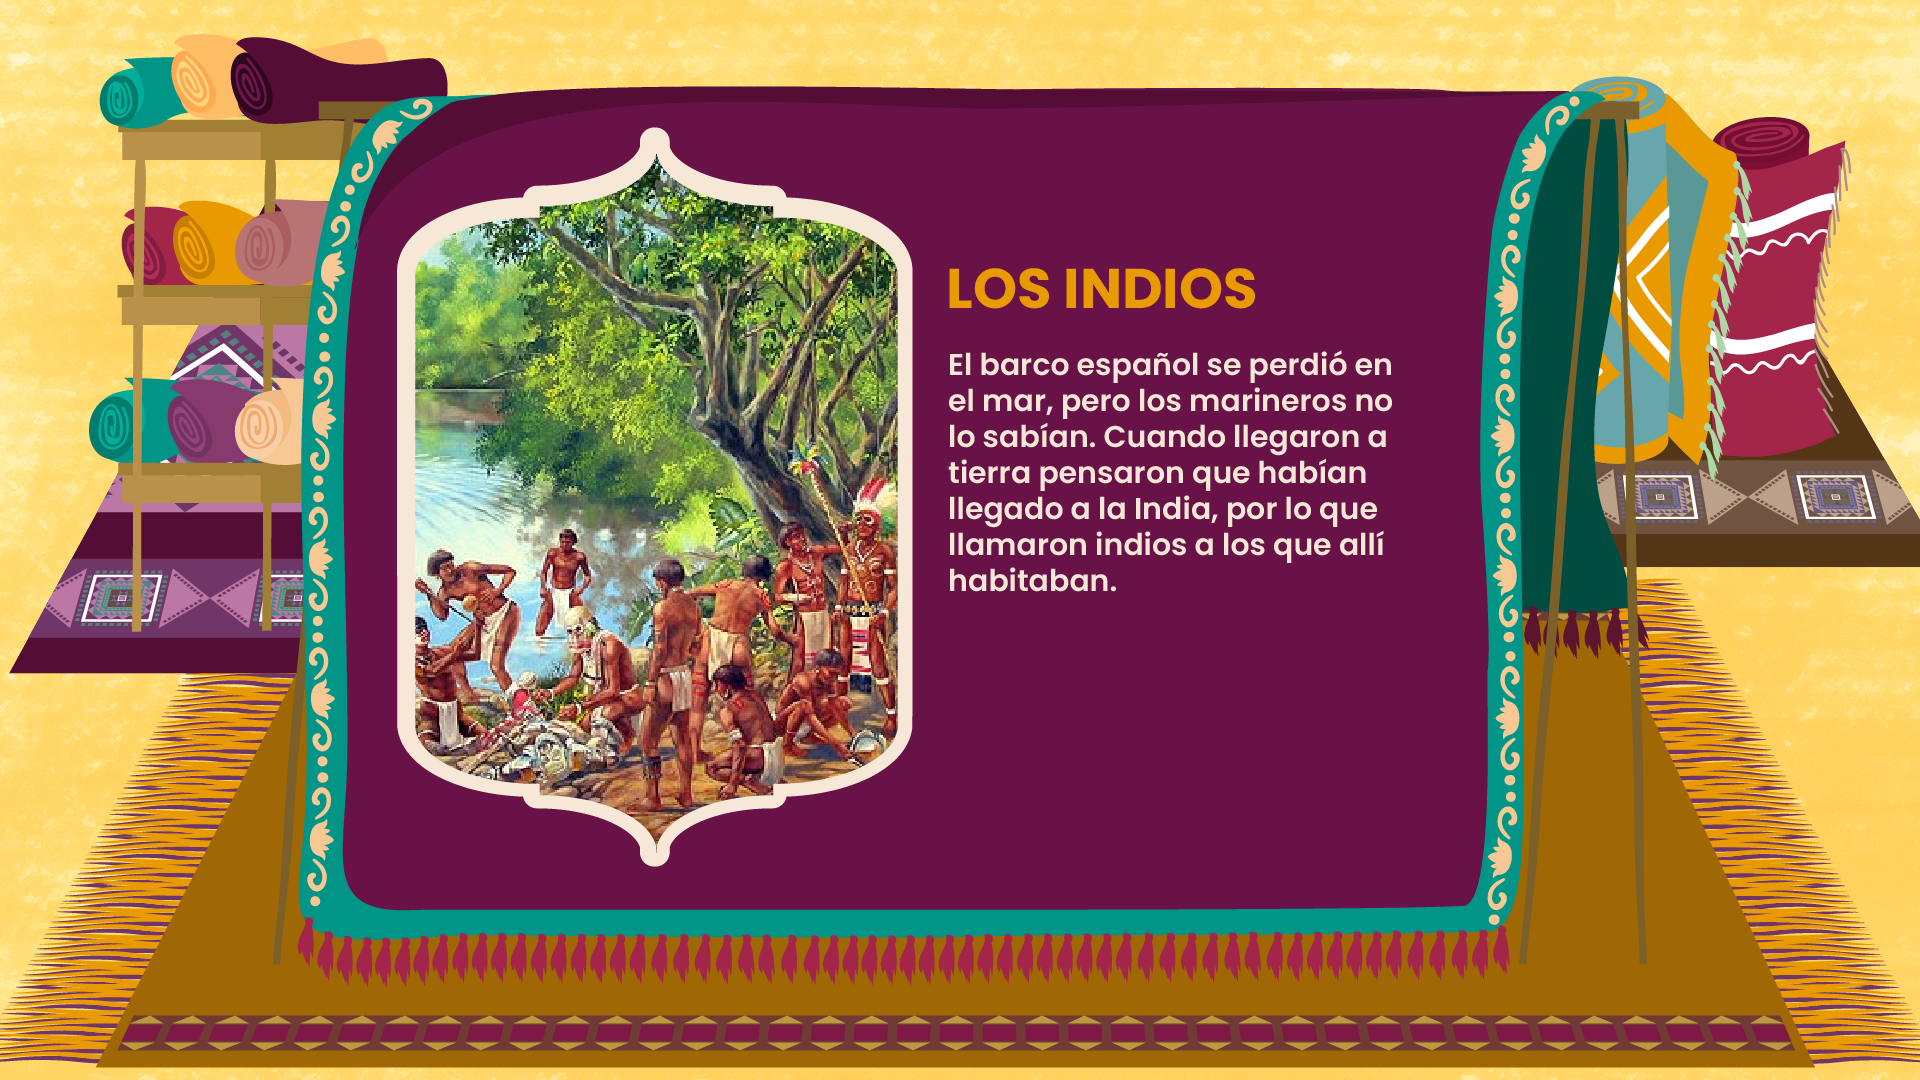 LOS INDIOS
El barco español se perdió en
el mar, pero los marineros no
lo sabían. Cuando llegaron a
tierra pensaron que habían
llegado a la India, por lo que
llamaron indios a los que allí
habitaban.